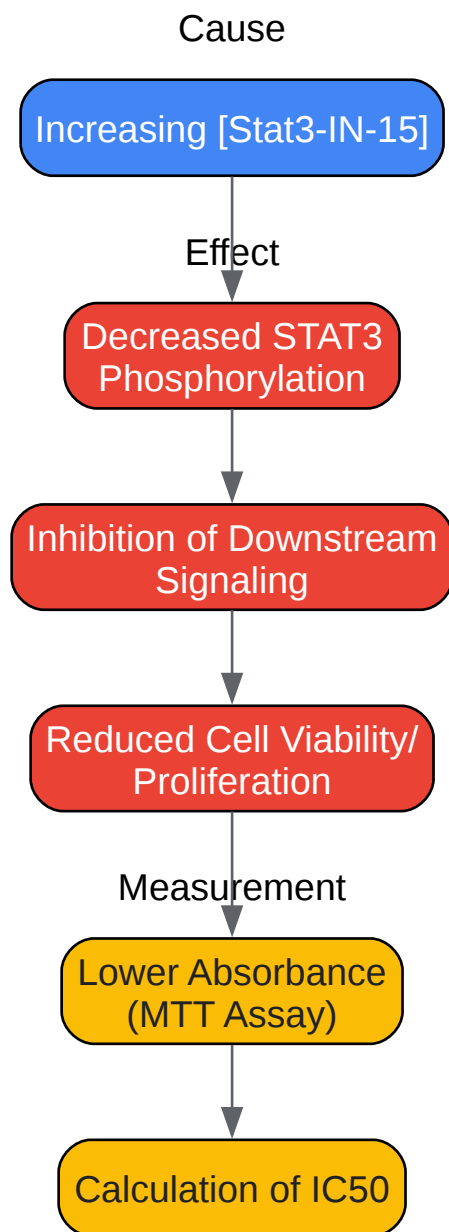 Cause
Increasing [Stat3-IN-15]
Effect
Decreased STAT3
Phosphorylation
Inhibition of Downstream
Signaling
Reduced Cell Viability/
Proliferation
Measurement
Lower Absorbance
(MTT Assay)
Calculation of IC50